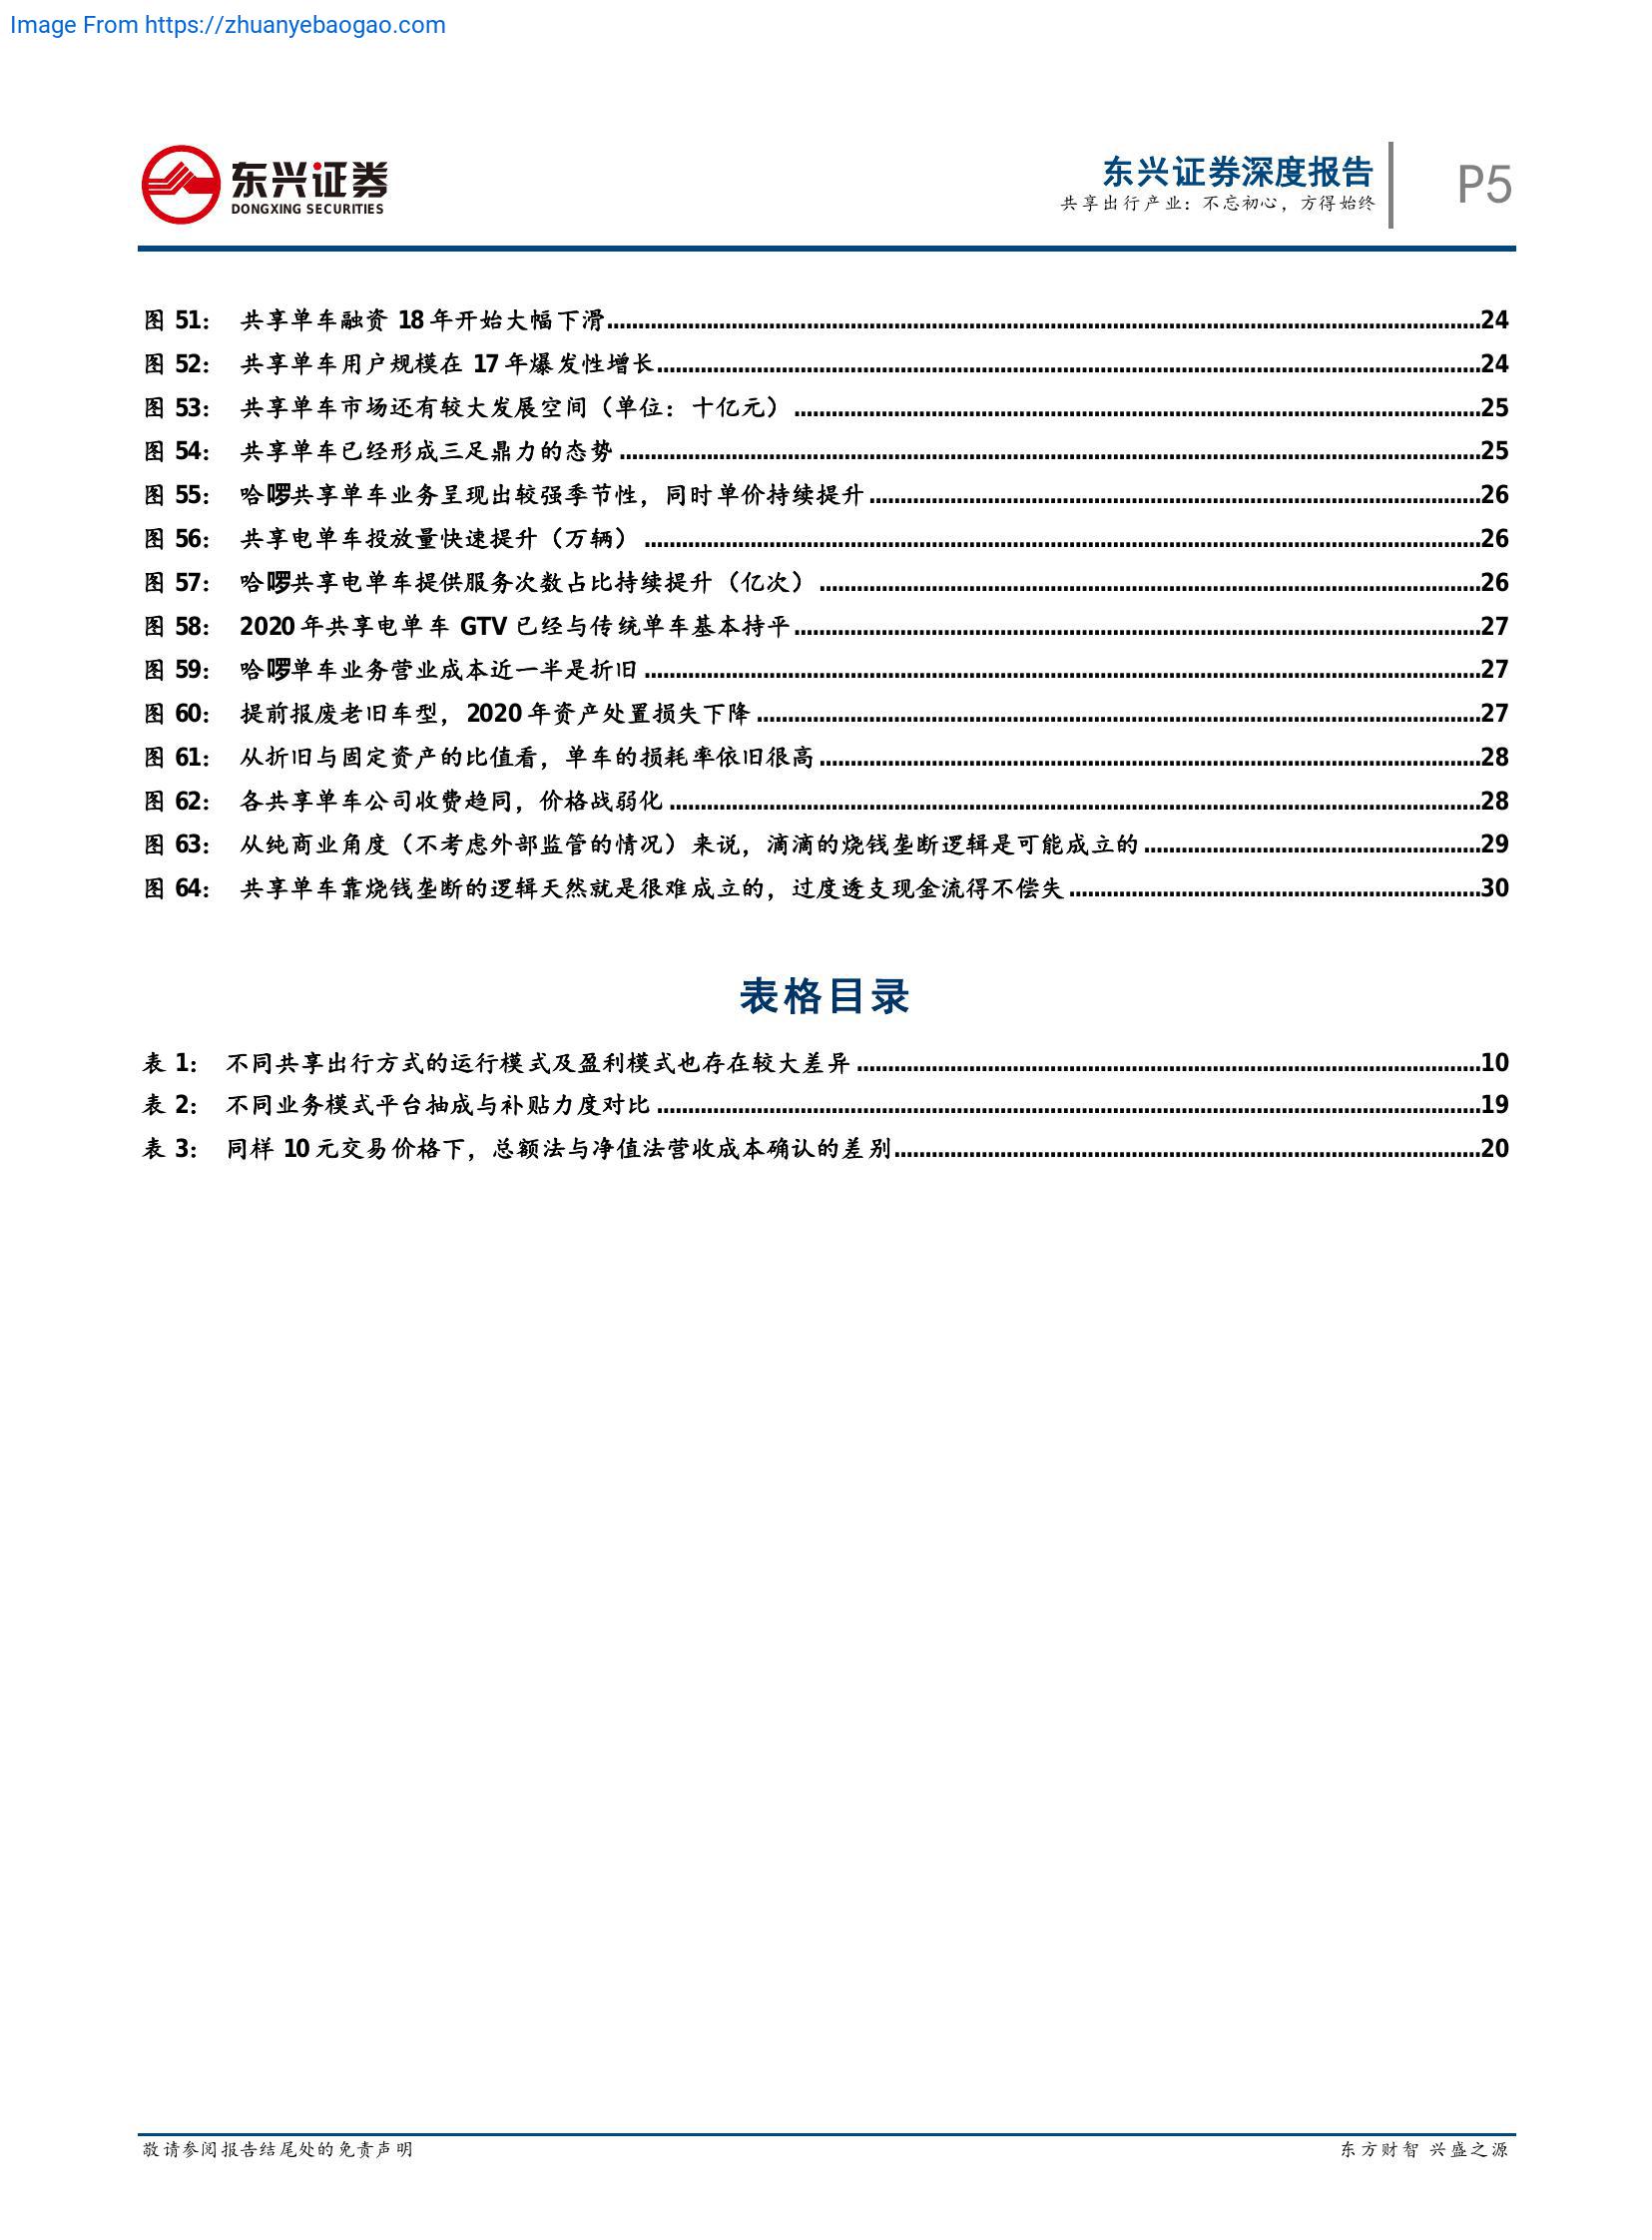 Image From https://zhuanyebaogao.com
东兴证券
DONGXING SECURITIES
东兴证券深度报告
共享出行产业：不忘初心，方得始终
P5
图 51： 共享单车融资 18 年开始大幅下滑 24
图 52： 共享单车用户规模在 17 年爆发性增长 24
图 53： 共享单车市场还有较大发展空间（单位：十亿元） 25
图 54： 共享单车已经形成三足鼎力的态势 25
图 55： 哈啰共享单车业务呈现出较强季节性，同时单价持续提升 26
图 56： 共享电单车投放量快速提升（万辆） 26
图 57： 哈啰共享电单车提供服务次数占比持续提升（亿次） 26
图 58： 2020 年共享电单车 GTV 已经与传统单车基本持平 27
图 59： 哈啰单车业务营业成本近一半是折旧 27
图 60： 提前报废老旧车型，2020 年资产处置损失下降 27
图 61： 从折旧与固定资产的比值看，单车的损耗率依旧很高 28
图 62： 各共享单车公司收费趋同，价格战弱化 28
图 63： 从纯商业角度（不考虑外部监管的情况）来说，滴滴的烧钱垄断逻辑是可能成立的 29
图 64： 共享单车靠烧钱垄断的逻辑天然就是很难成立的，过度透支现金流得不偿失 30
表格目录
表 1： 不同共享出行方式的运行模式及盈利模式也存在较大差异 10
表 2： 不同业务模式平台抽成与补贴力度对比 19
表 3： 同样 10 元交易价格下，总额法与净值法营收成本确认的差别 20
敬请参阅报告结尾处的免责声明
东方财智 兴盛之源